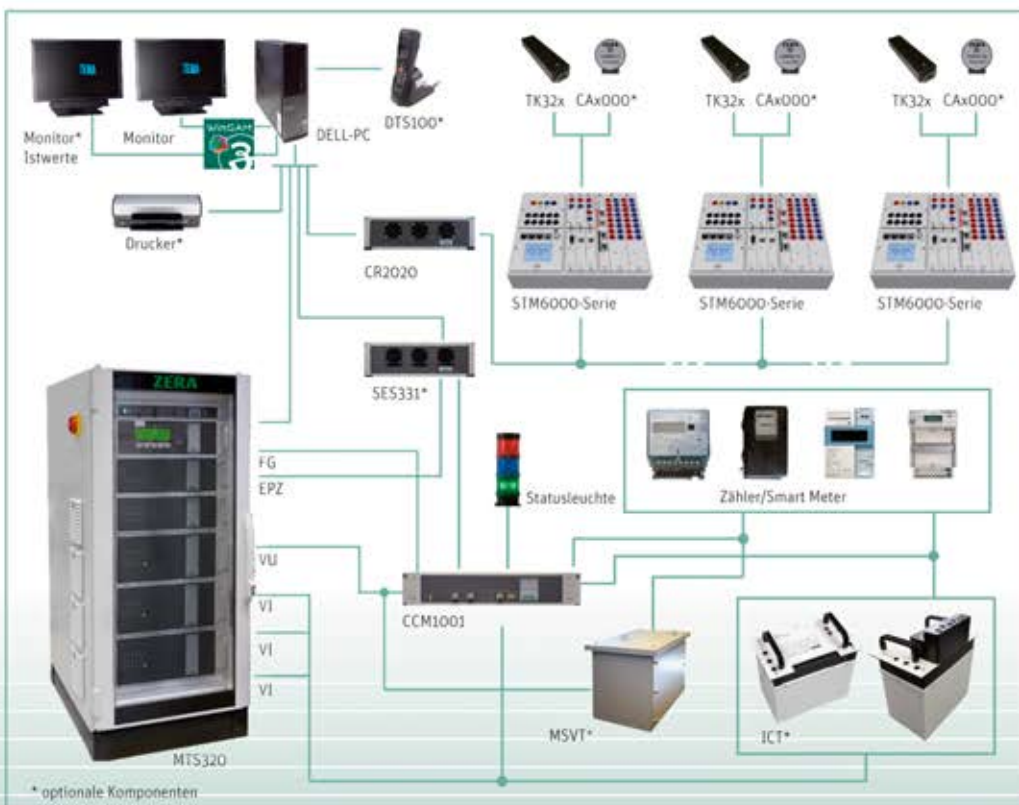 TK32x CAx000*
TK32x CAx000*
TK32x CAx000*
Monitor*
Istwerte
Monitor
WinSAM
DELL-PC
DTS100*
Drucker*
CR2020
STM6000-Serie
STM6000-Serie
STM6000-Serie
SES331*
ZERA
FG
EPZ
Statusleuchte
Zähler/Smart Meter
VU
CCM1001
VI
VI
VI
MSVT*
ICT*
MTS320
* optionale Komponenten